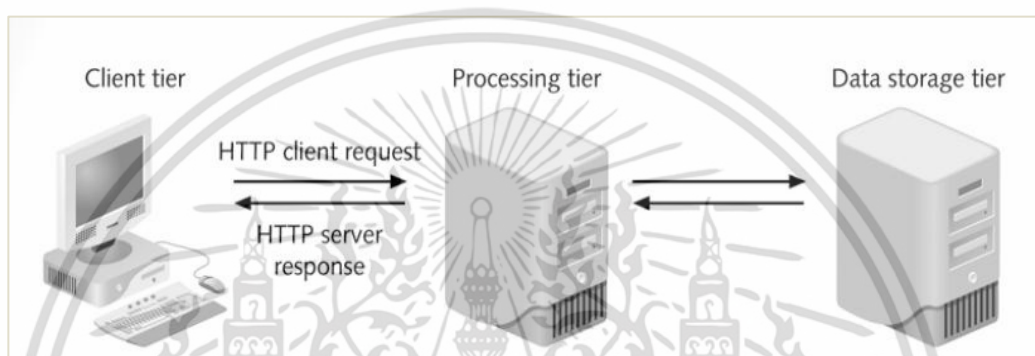 Client tier
Processing tier
Data storage tier
HTTP client request
HTTP server
response